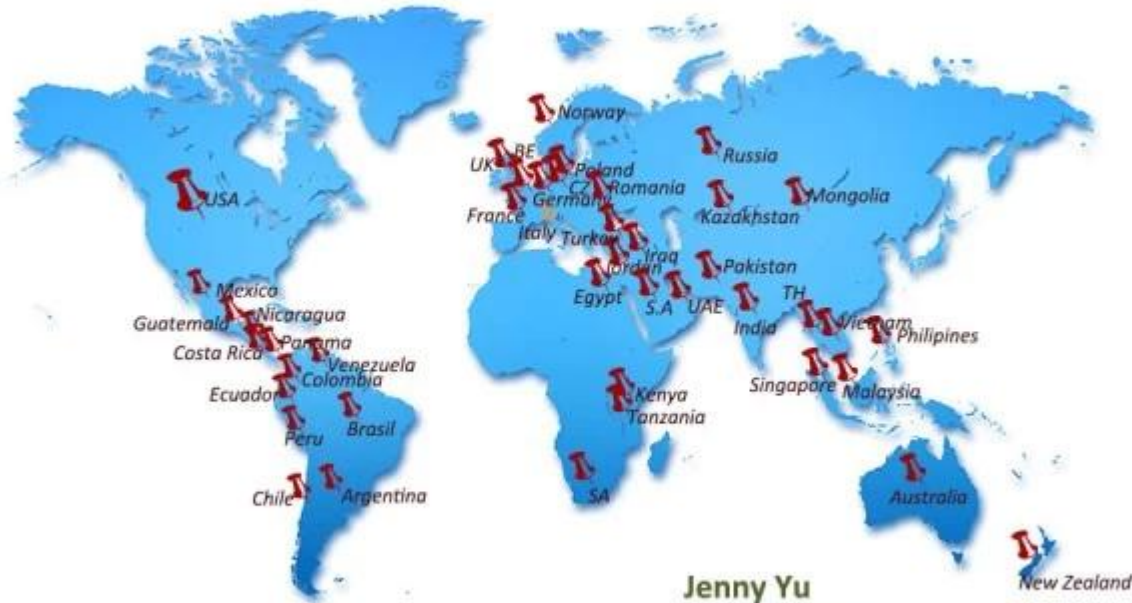 Norway
UK
BE
Poland
Russia
USA
CZ
Romania
Germany
Kazakhstan
Mongolia
France
Italy
Turkay
Iraq
Jordan
Pakistan
Egypt
S.A
UAE
India
TH
Vietnam
Philipines
Mexico
Guatemala
Nicaragua
Costa Rica
Panama
Venezuela
Colombia
Ecuador
Singapore
Malaysia
Kenya
Tanzania
Peru
Brasil
Chile
Argentina
SA
Australia
New Zealand
Jenny Yu